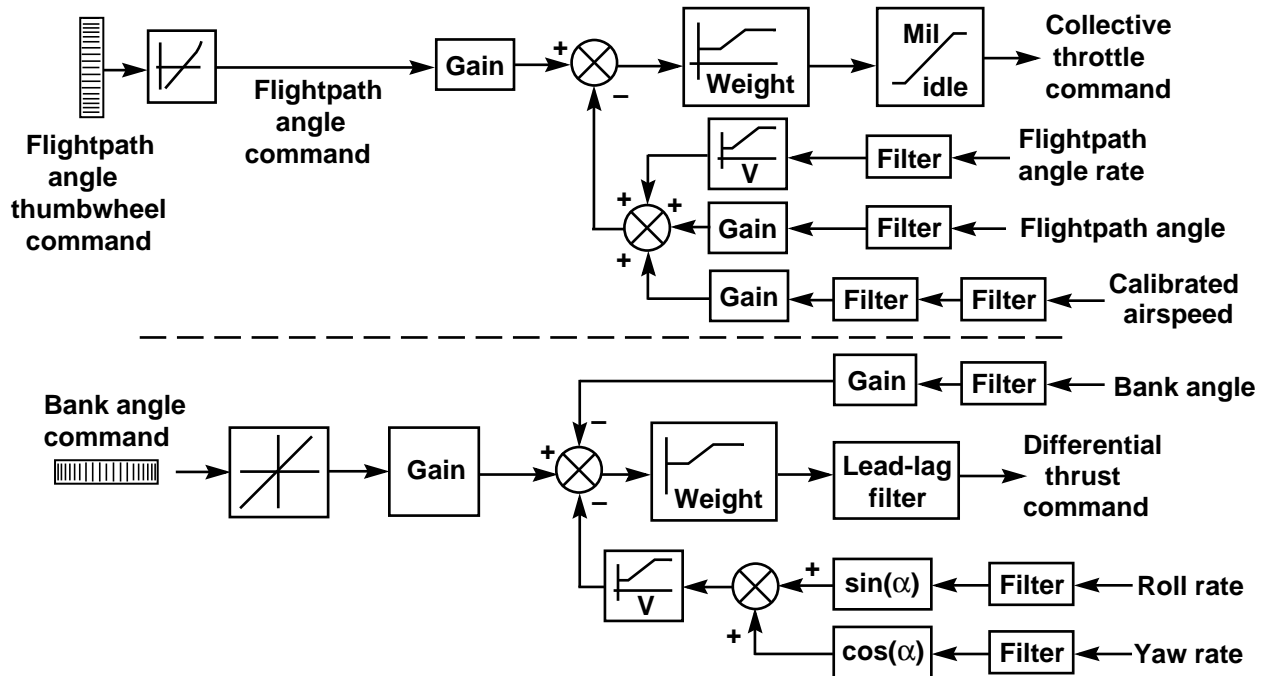 Flightpath
angle
thumbwheel
command
Flightpath
angle
command
Gain
+
−
Weight
Mil
idle
Collective
throttle
command
V
Filter
Flightpath
angle rate
+
+
+
Gain
Filter
Flightpath angle
Gain
Filter
Filter
Calibrated
airspeed
Gain
Filter
Bank angle
Bank angle
command
Gain
+
−
−
Weight
Lead-lag
filter
Differential
thrust
command
V
+
+
sin(α)
Filter
Roll rate
cos(α)
Filter
Yaw rate